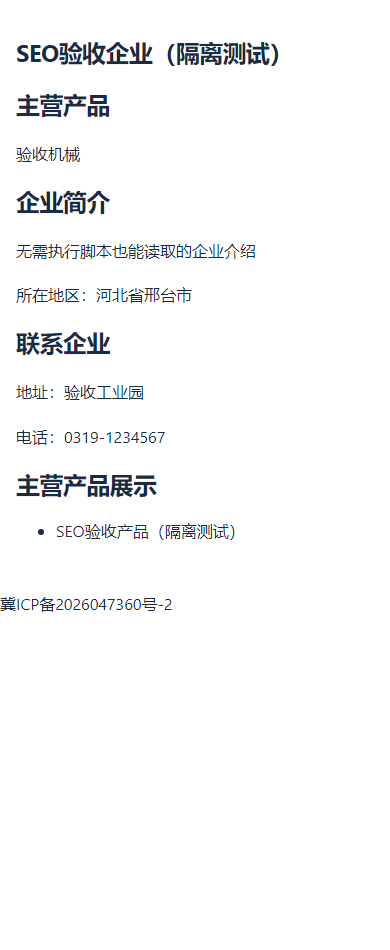 SEO验收企业（隔离测试）
主营产品
验收机械
企业简介
无需执行脚本也能读取的企业介绍
所在地区：河北省邢台市
联系企业
地址：验收工业园
电话：0319-1234567
主营产品展示
• SEO验收产品（隔离测试）
冀ICP备2026047360号-2